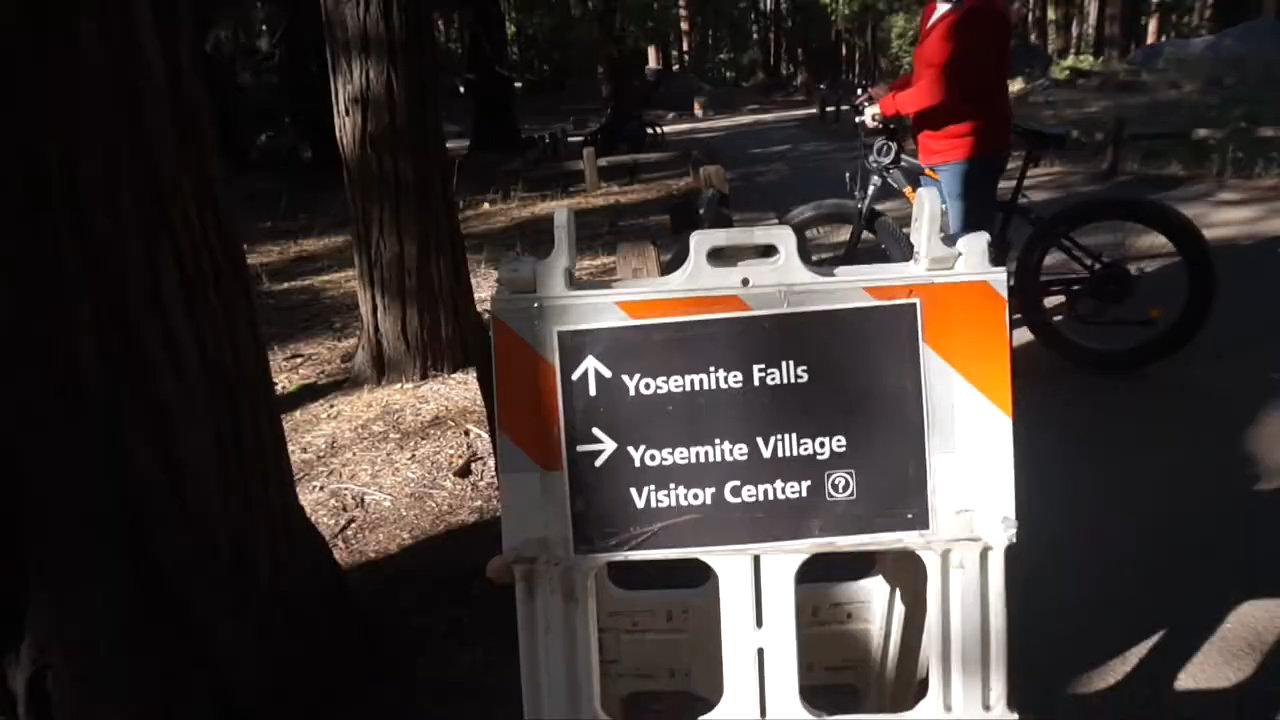 ↑ Yosemite Falls
→ Yosemite Village
Visitor Center ?